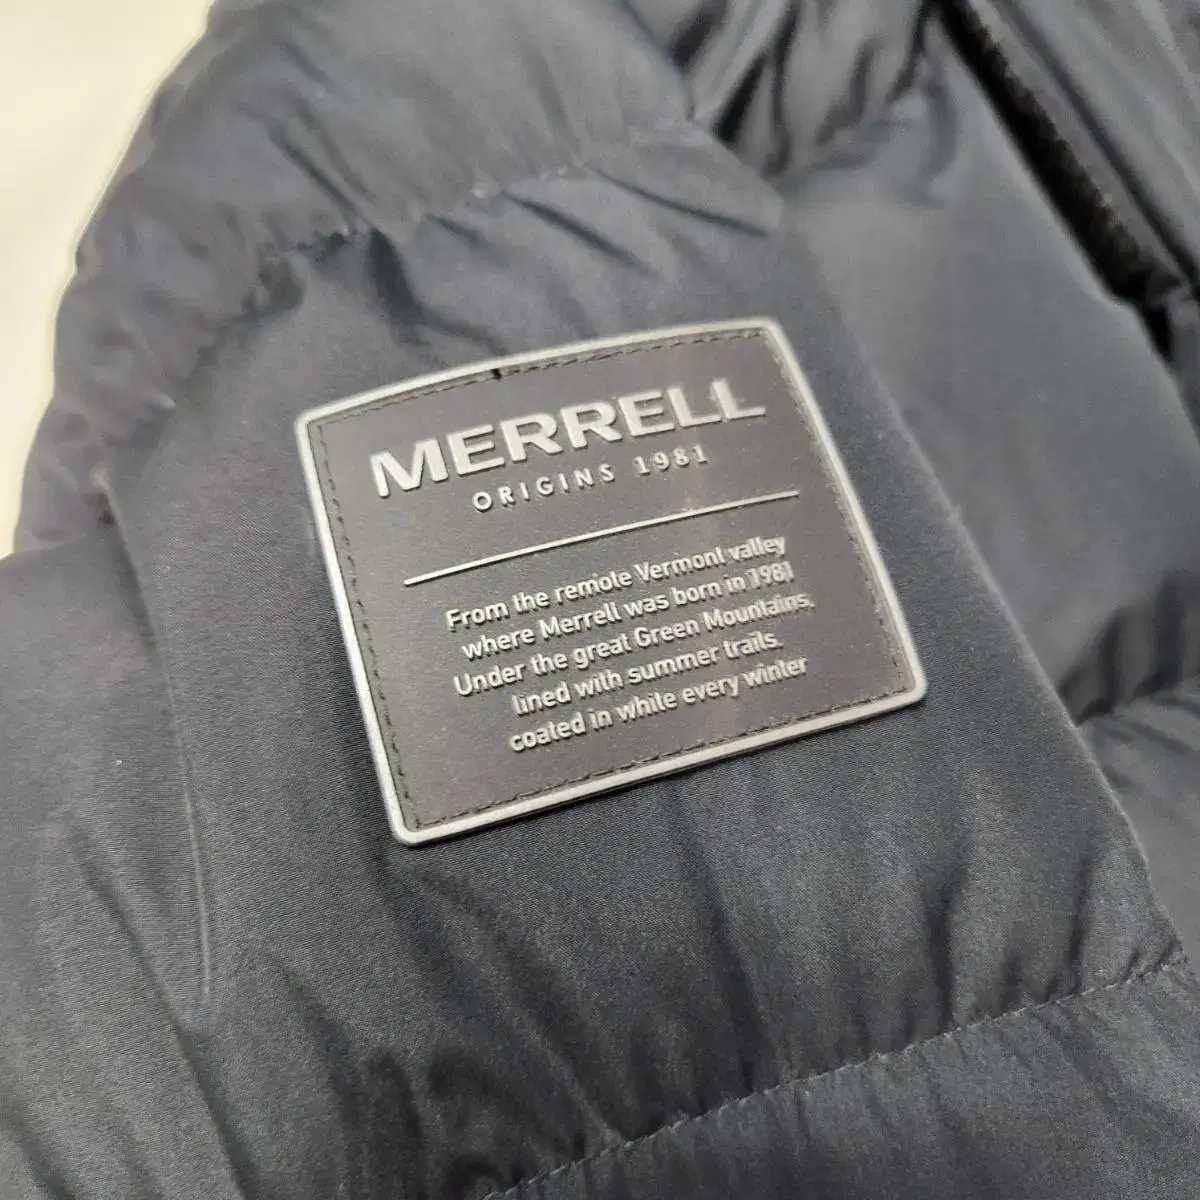 MERRELL
ORIGINS 1981
From the remote Vermont valley
where Merrell was born in 1981
Under the great Green Mountains,
lined with summer trails,
coated in white every winter